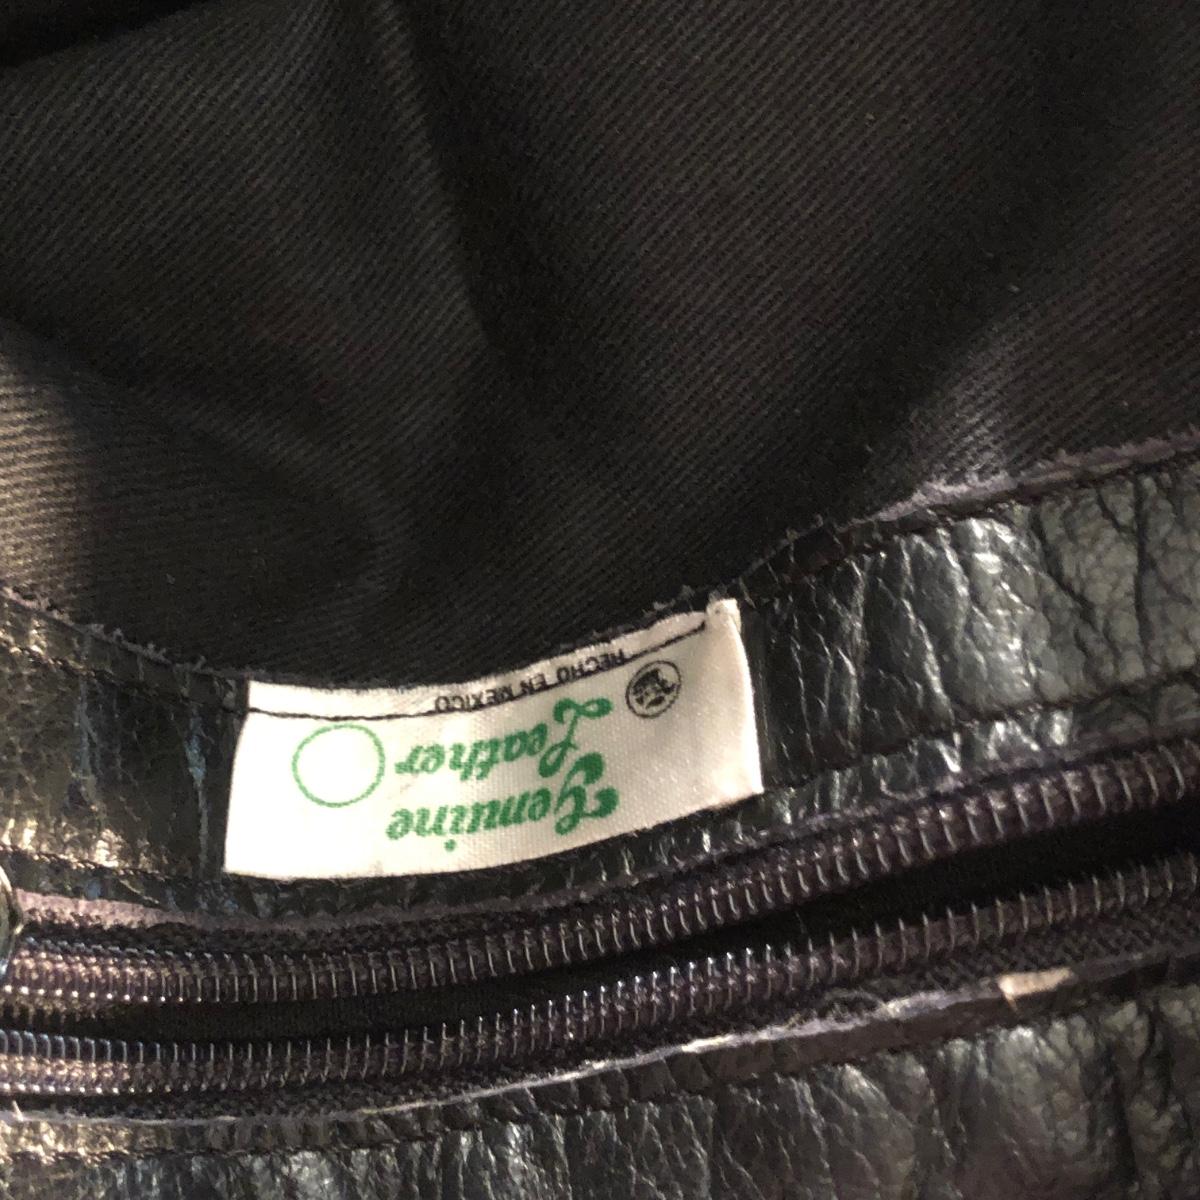 Genuine
Leather
HECHO EN MEXICO